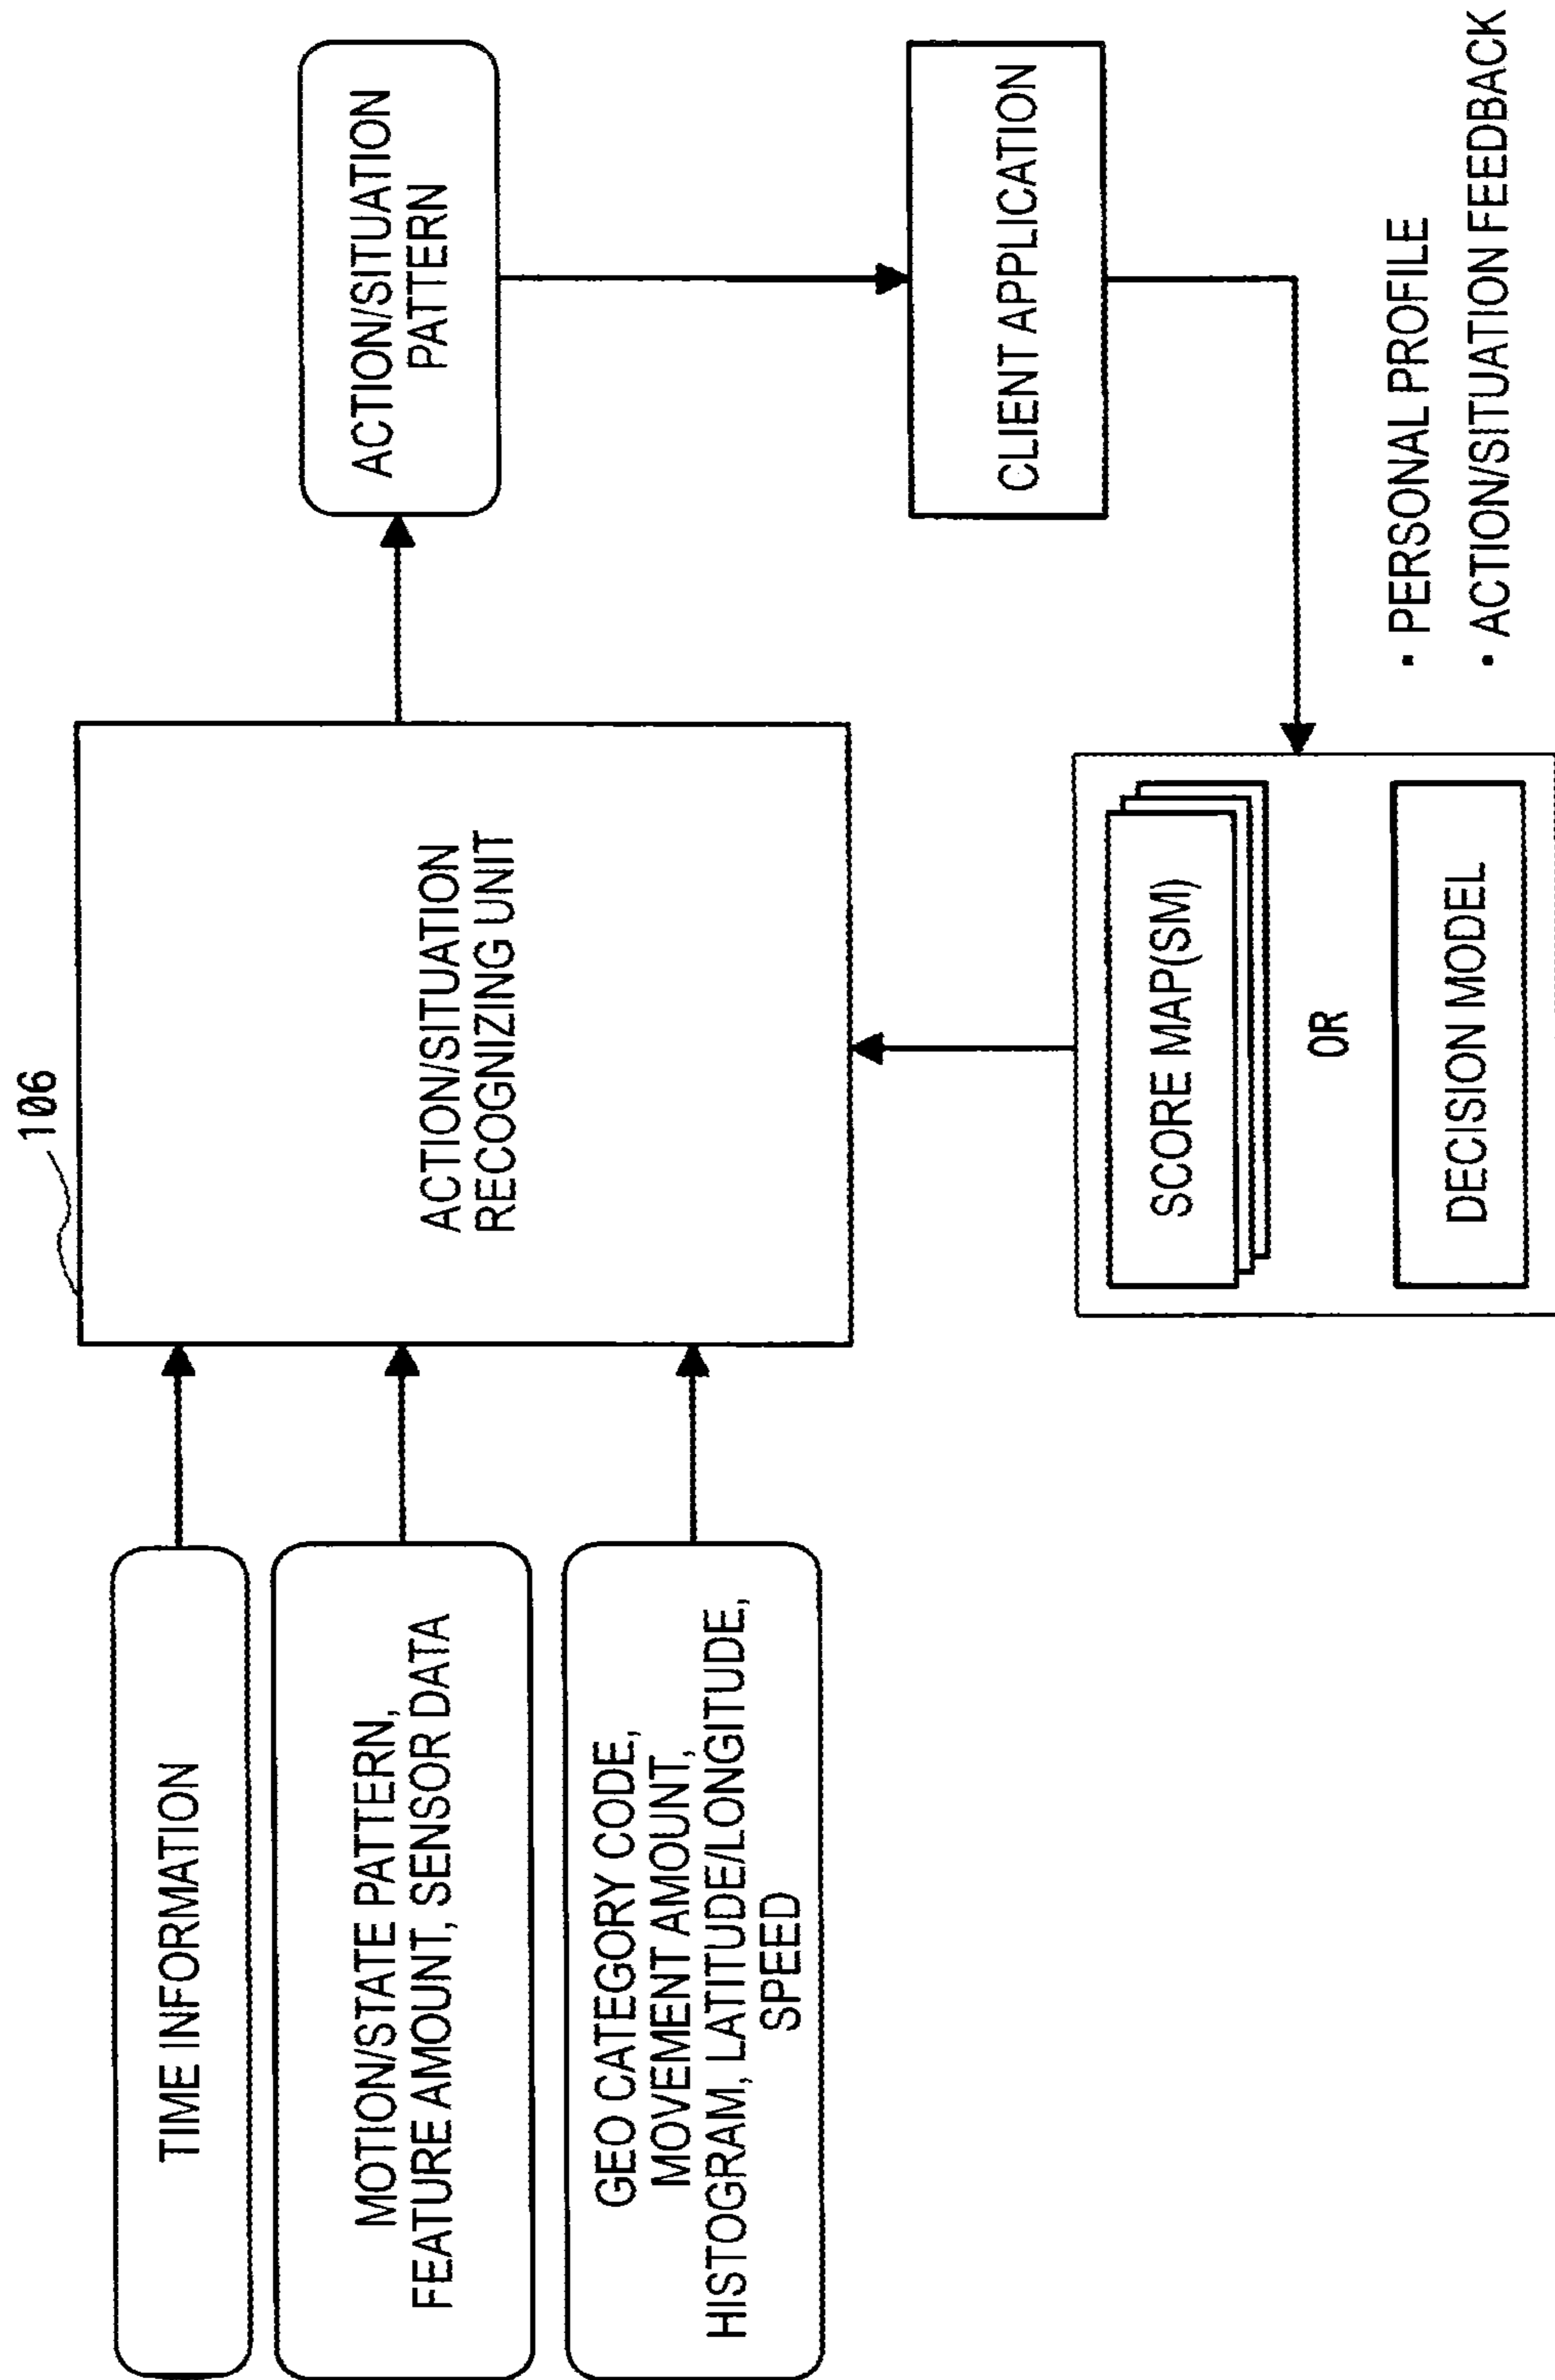 106
TIME INFORMATION
MOTION/STATE PATTERN,
FEATURE AMOUNT, SENSOR DATA
GEO CATEGORY CODE,
MOVEMENT AMOUNT,
HISTOGRAM, LATITUDE/LONGITUDE,
SPEED
ACTION/SITUATION
RECOGNIZING UNIT
ACTION/SITUATION
PATTERN
CLIENT APPLICATION
SCORE MAP(SM)
OR
DECISION MODEL
• PERSONAL PROFILE
• ACTION/SITUATION FEEDBACK